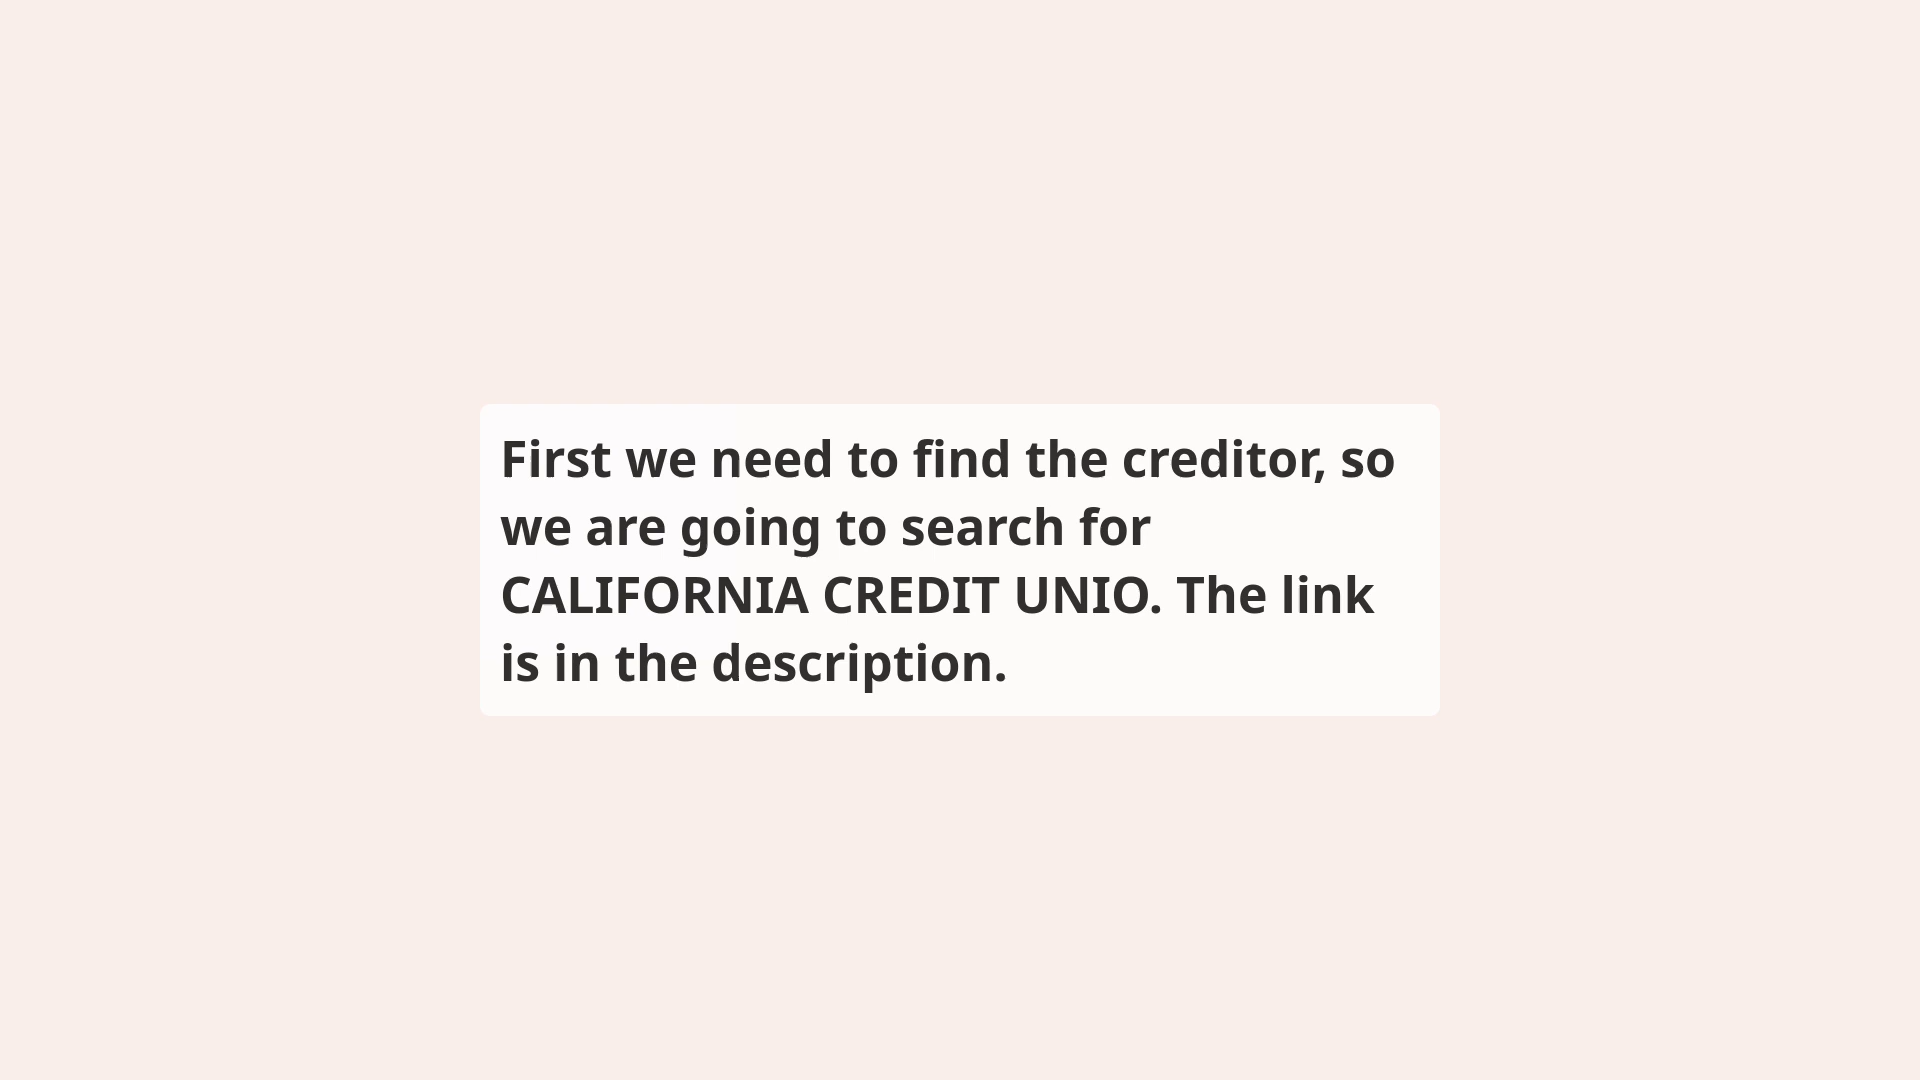 First we need to find the creditor, so
we are going to search for
CALIFORNIA CREDIT UNIO. The link
is in the description.